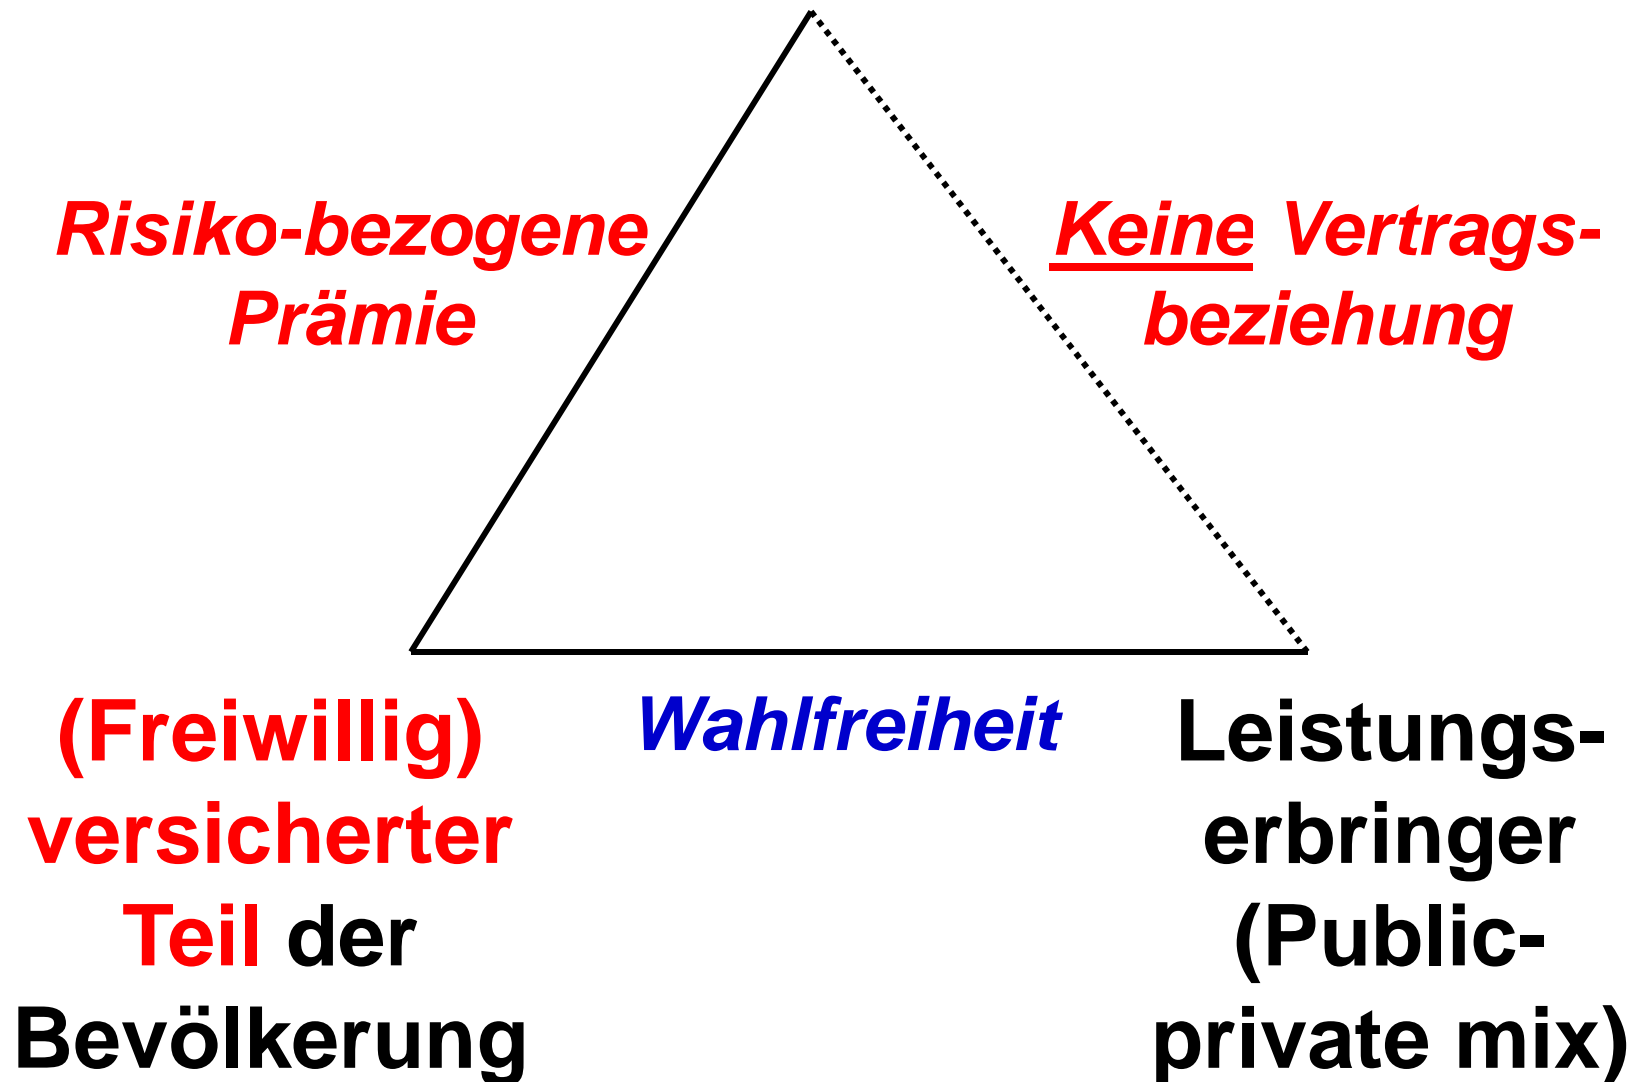 Risiko-bezogene
Prämie
Keine Vertrags-
beziehung
Wahlfreiheit
(Freiwillig)
versicherter
Teil der
Bevölkerung
Leistungs-
erbringer
(Public-
private mix)